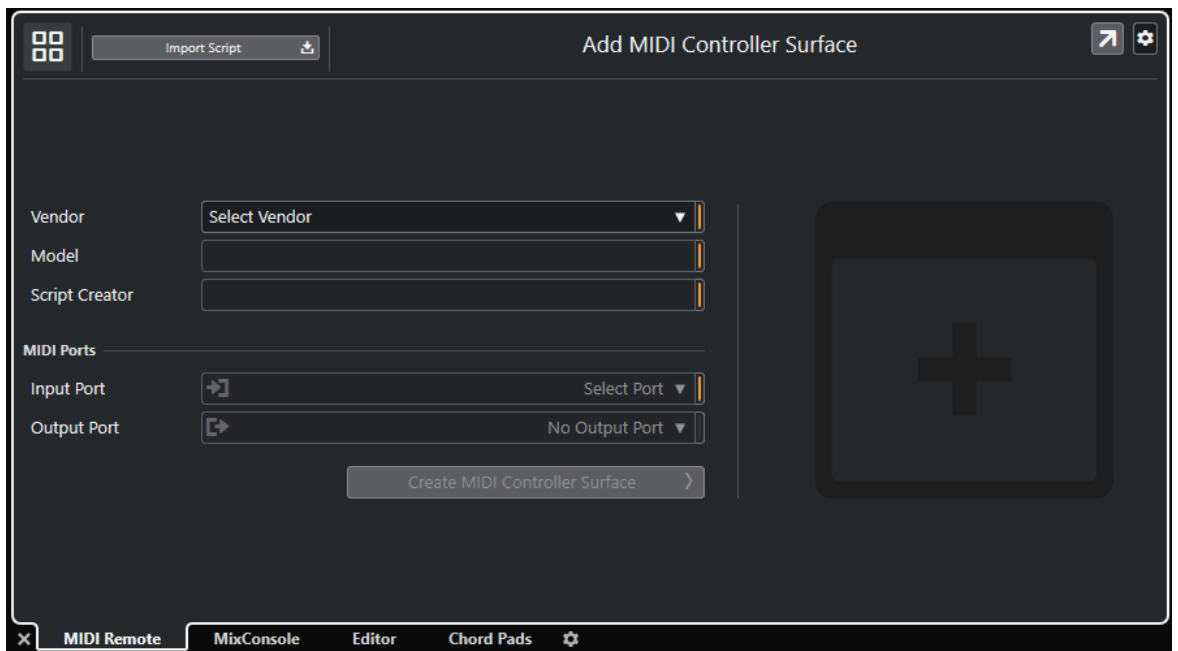 Import Script
Add MIDI Controller Surface
Vendor
Select Vendor
Model
Script Creator
MIDI Ports
Input Port
Select Port
Output Port
No Output Port
Create MIDI Controller Surface
MIDI Remote
MixConsole
Editor
Chord Pads